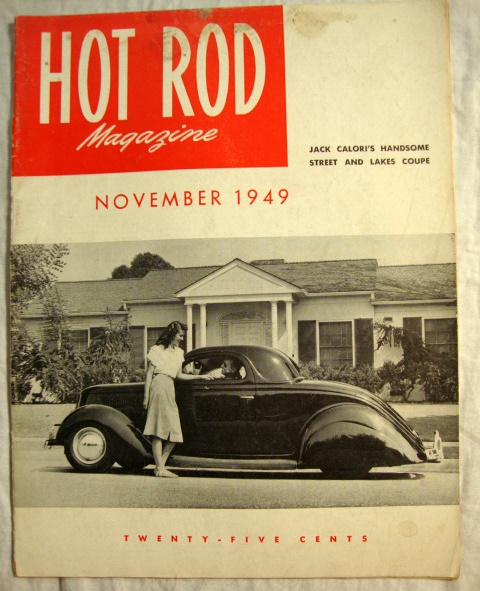 HOT ROD
Magazine
JACK CALORI'S HANDSOME
STREET AND LAKES COUPE
NOVEMBER 1949
TWENTY-FIVE CENTS